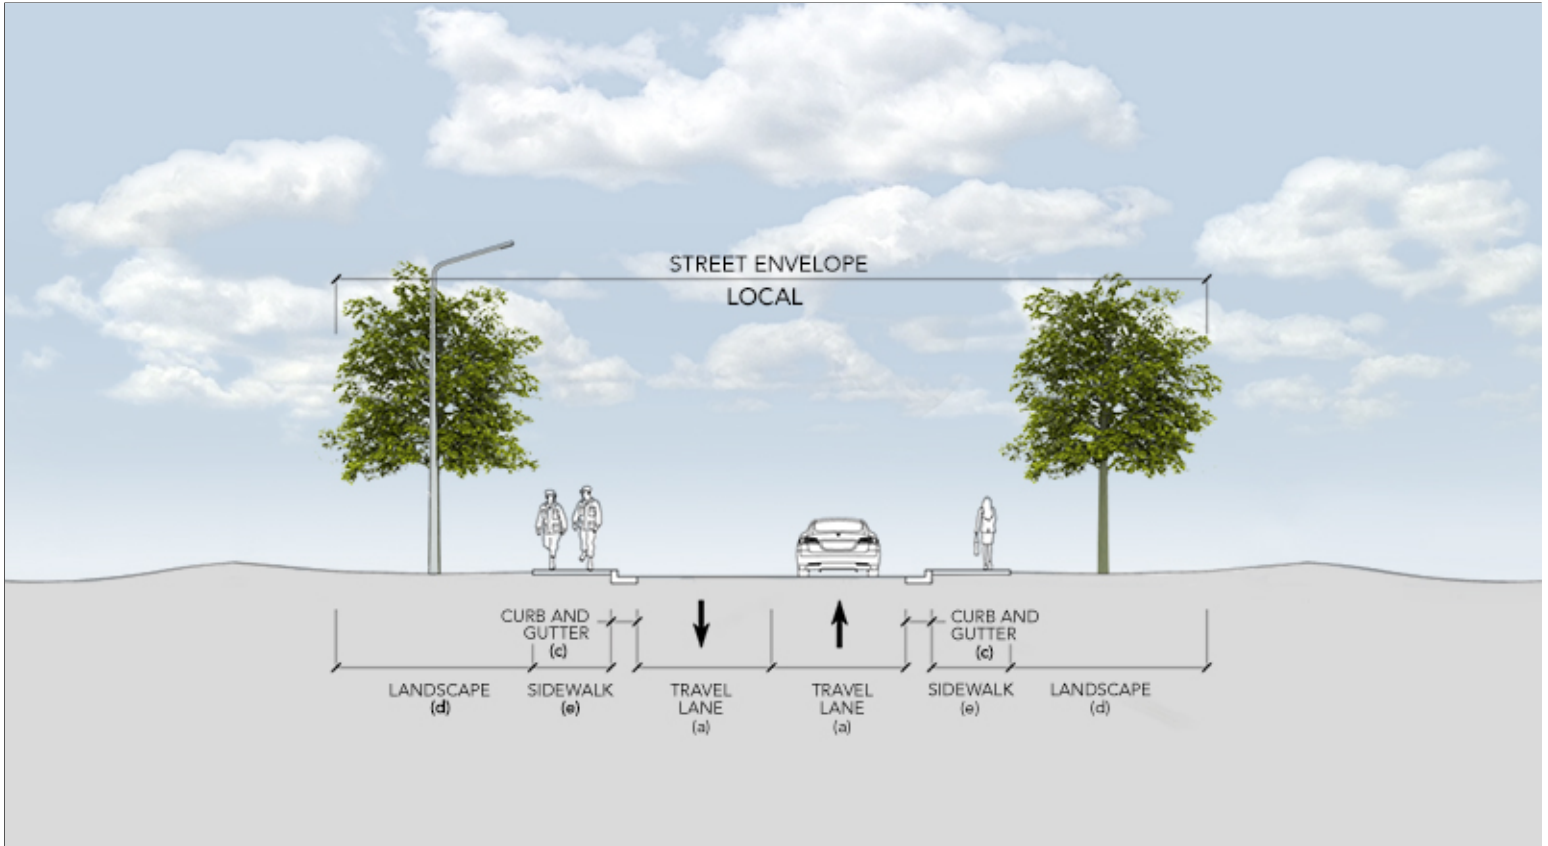 STREET ENVELOPE
LOCAL
CURB AND
GUTTER
(c)
CURB AND
GUTTER
(c)
LANDSCAPE
(d)
SIDEWALK
(e)
TRAVEL
LANE
(a)
TRAVEL
LANE
(a)
SIDEWALK
(e)
LANDSCAPE
(d)